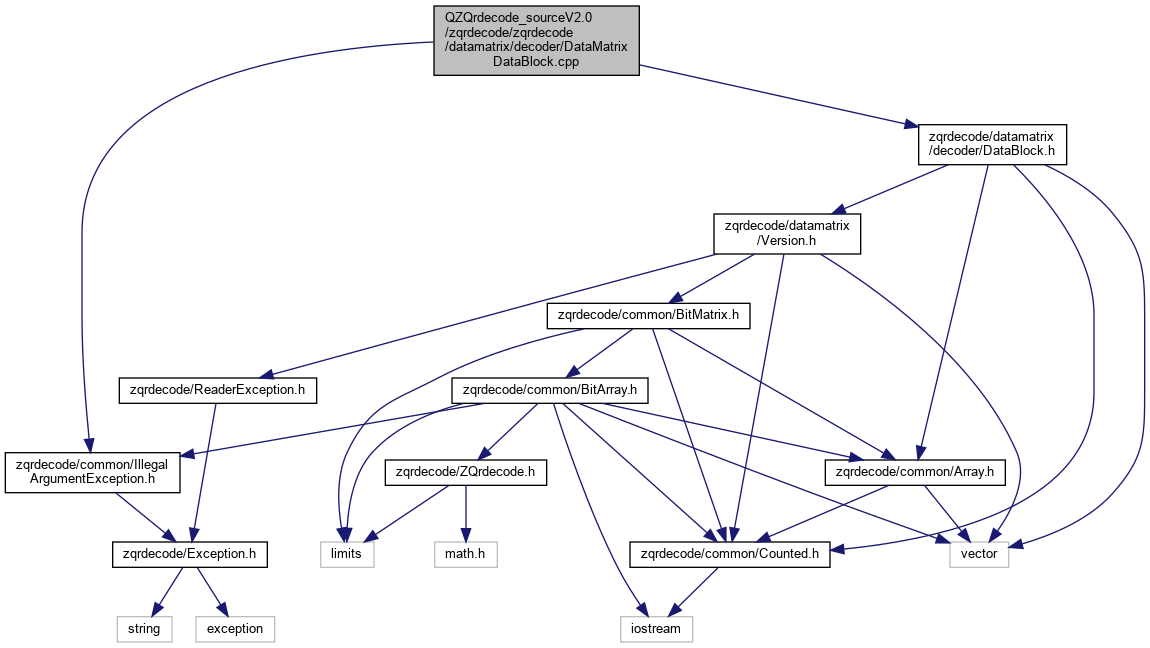 QZQrdecode_sourceV2.0
/zqrdecode/zqrdecode
/datamatrix/decoder/DataMatrix
DataBlock.cpp
zqrdecode/datamatrix
/decoder/DataBlock.h
zqrdecode/datamatrix
/Version.h
zqrdecode/common/BitMatrix.h
zqrdecode/ReaderException.h
zqrdecode/common/BitArray.h
zqrdecode/common/Illegal
ArgumentException.h
zqrdecode/ZQrdecode.h
zqrdecode/common/Array.h
zqrdecode/Exception.h
limits
math.h
zqrdecode/common/Counted.h
vector
string
exception
iostream